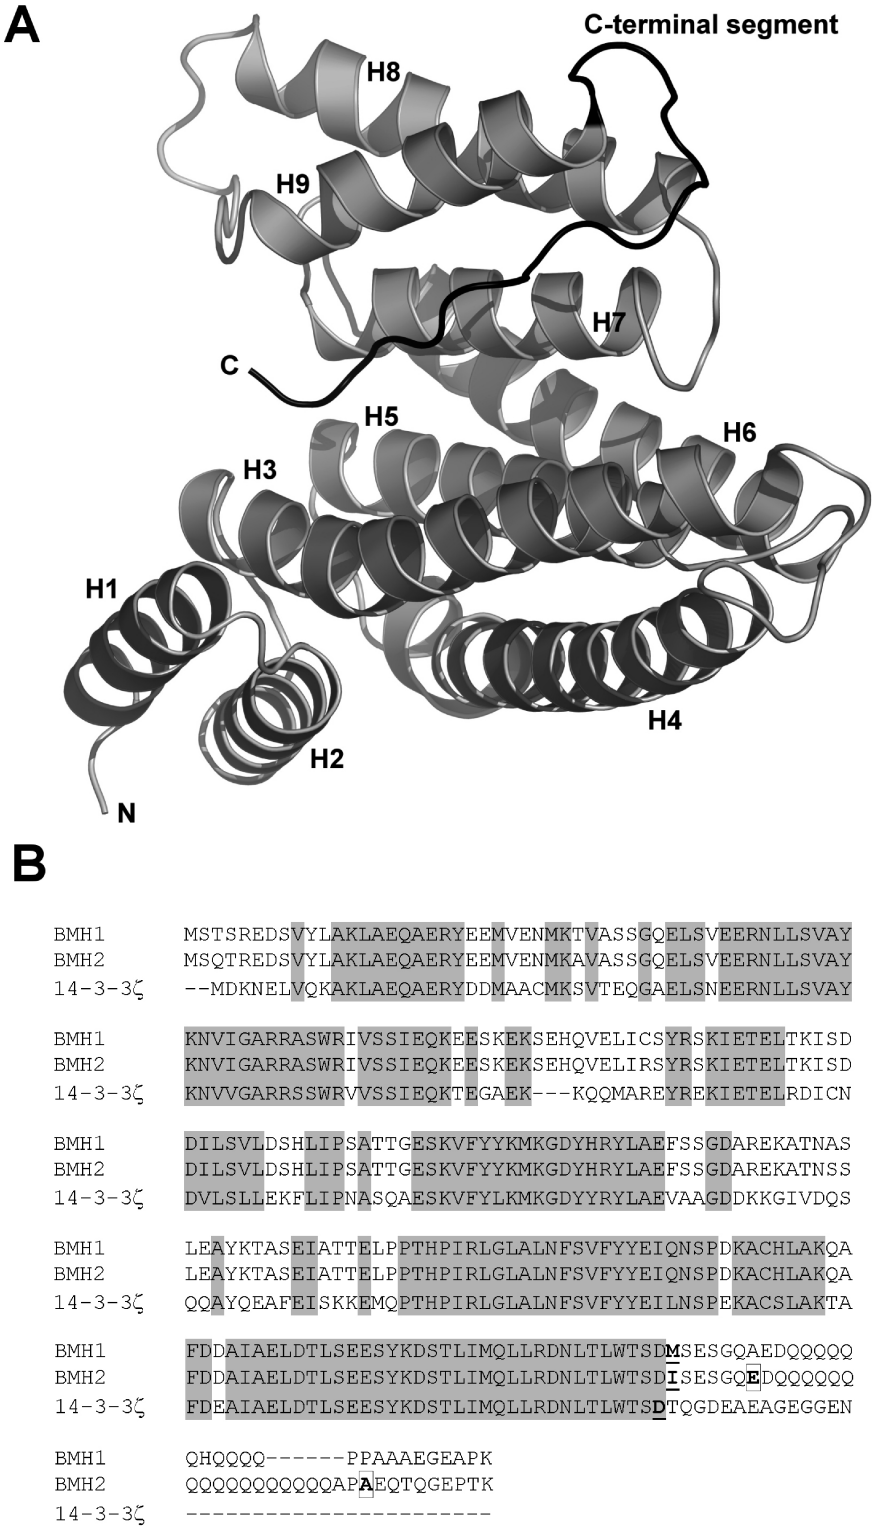 A
C-terminal segment
H8
H9
H7
C
H5
H6
H3
H1
H4
H2
N
B
BMH1 MSTSREDSVYLAKLAEQAERYEEMVENMKTVASSGQELSVEERNLLSVAY
BMH2 MSQTREDSVYLAKLAEQAERYEEMVENMKAVASSGQELSVEERNLLSVAY
14-3-3ζ --MDKNELVQKAKLAEQAERYDDMAACMKSVTEQGAELSNEERNLLSVAY
BMH1 KNVIGARRASWRIVSSIEQKEESKEKSEHQVELICSYRSKIETELTKISD
BMH2 KNVIGARRASWRIVSSIEQKEESKEKSEHQVELIRSYRSKIETELTKISD
14-3-3ζ KNVVGARRSSWRVVSSIEQKTEGAEK---KQQMAREYREKIETELRDICN
BMH1 DILSVLDSHLIPSATTGESKVFYYKMKGDYHRYLAEFSSGDAREKATNAS
BMH2 DILSVLDSHLIPSATTGESKVFYYKMKGDYHRYLAEFSSGDAREKATNSS
14-3-3ζ DVLSLLEKFLIPNASQAESKVFYLKMKGDYYRYLAEVAAGDDKKGIVDQS
BMH1 LEAYKTASEIATTELPPTHPIRLGLALNFSVFYYEIQNSPDKACHLAKQA
BMH2 LEAYKTASEIATTELPPTHPIRLGLALNFSVFYYEIQNSPDKACHLAKQA
14-3-3ζ QQAYQEAFEISKKEMQPTHPIRLGLALNFSVFYYEILNSPEKACSLAKTA
BMH1 FDDAIAELDTLSEESYKDSTLIMQLLRDNLTLWTSDMSESGQAEDQQQQQ
BMH2 FDDAIAELDTLSEESYKDSTLIMQLLRDNLTLWTSDISESGQEDQQQQQQ
14-3-3ζ FDEAIAELDTLSEESYKDSTLIMQLLRDNLTLWTSDTQGDEAEAGEGGEN
BMH1 QHQQQQ------PPAAAEGEAPK
BMH2 QQQQQQQQQQQAPAEQTQGEPTK
14-3-3ζ -----------------------